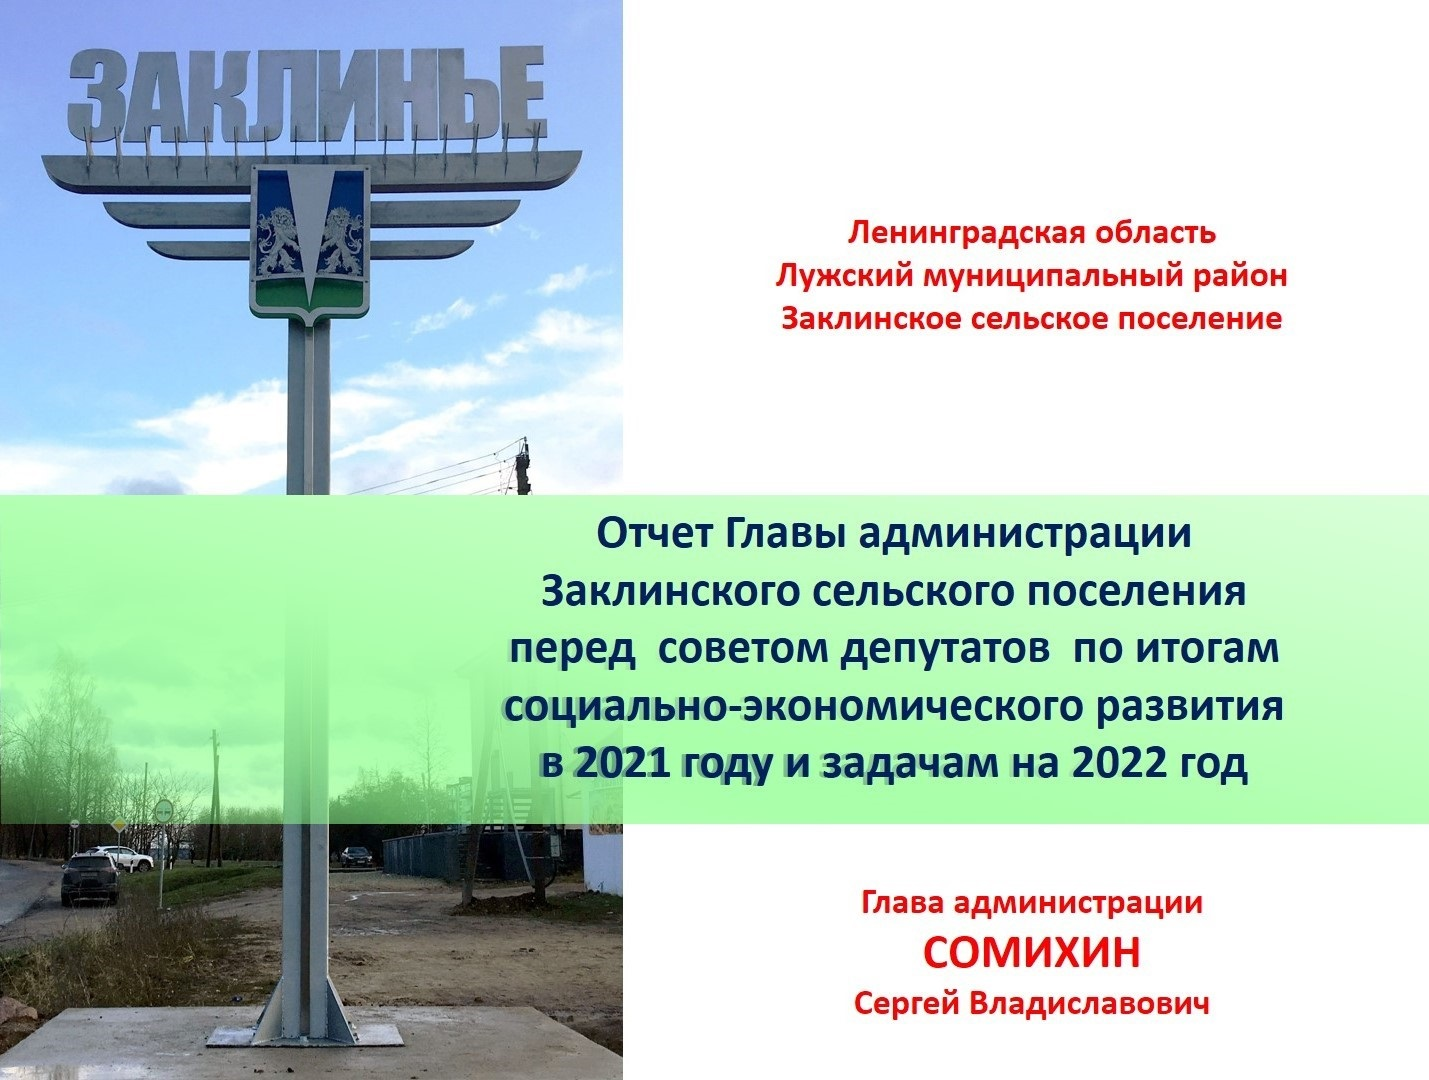 ЗАКЛИНЬЕ
Ленинградская область
Лужский муниципальный район
Заклинское сельское поселение
Отчет Главы администрации
Заклинского сельского поселения
перед советом депутатов по итогам
социально-экономического развития
в 2021 году и задачам на 2022 год
Глава администрации
СОМИХИН
Сергей Владиславович